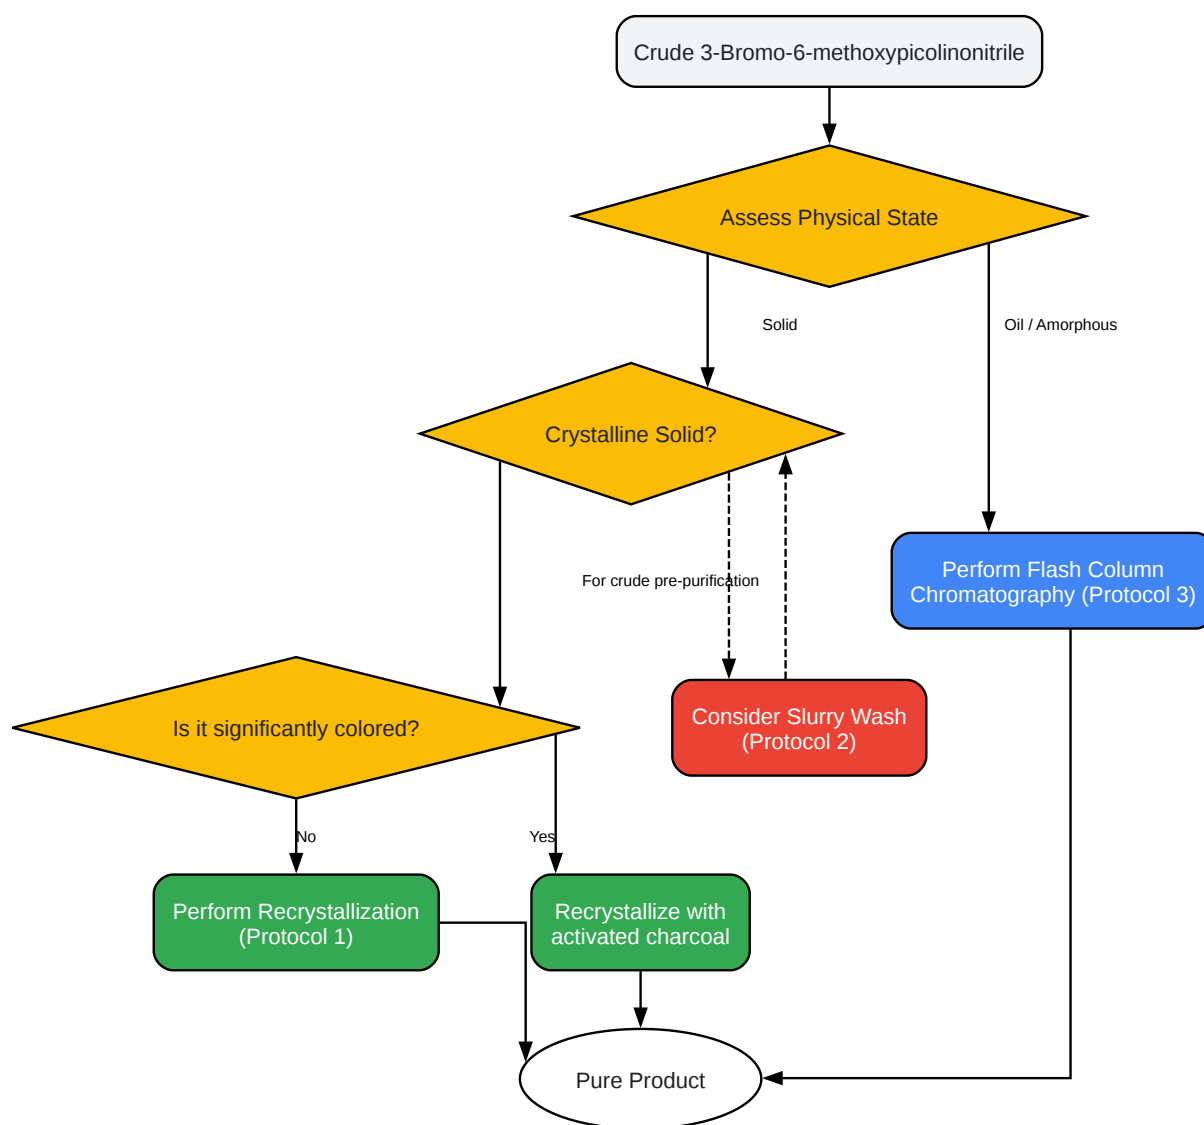 Crude 3-Bromo-6-methoxypicolinonitrile
Assess Physical State
Solid
Oil / Amorphous
Crystalline Solid?
For crude pre-purification
Perform Flash Column
Chromatography (Protocol 3)
Is it significantly colored?
Consider Slurry Wash
(Protocol 2)
No
Yes
Perform Recrystallization
(Protocol 1)
Recrystallize with
activated charcoal
Pure Product